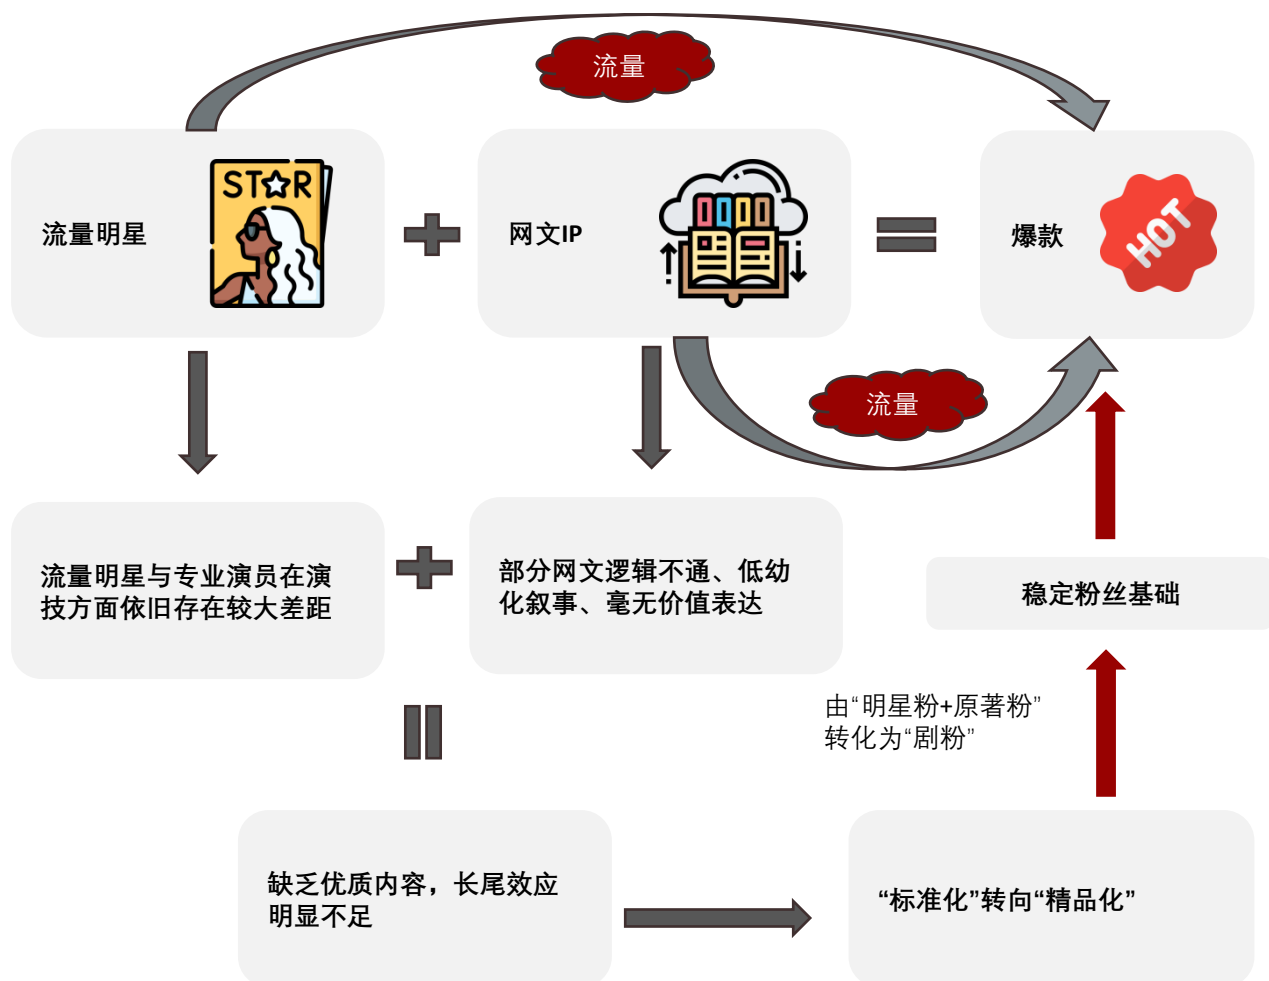 流量
流量明星
STAR
网文IP
爆款
HOT
流量
流量明星与专业演员在演
技方面依旧存在较大差距
部分网文逻辑不通、低幼
化叙事、毫无价值表达
稳定粉丝基础
由“明星粉+原著粉”
转化为“剧粉”
缺乏优质内容，长尾效应
明显不足
“标准化”转向“精品化”